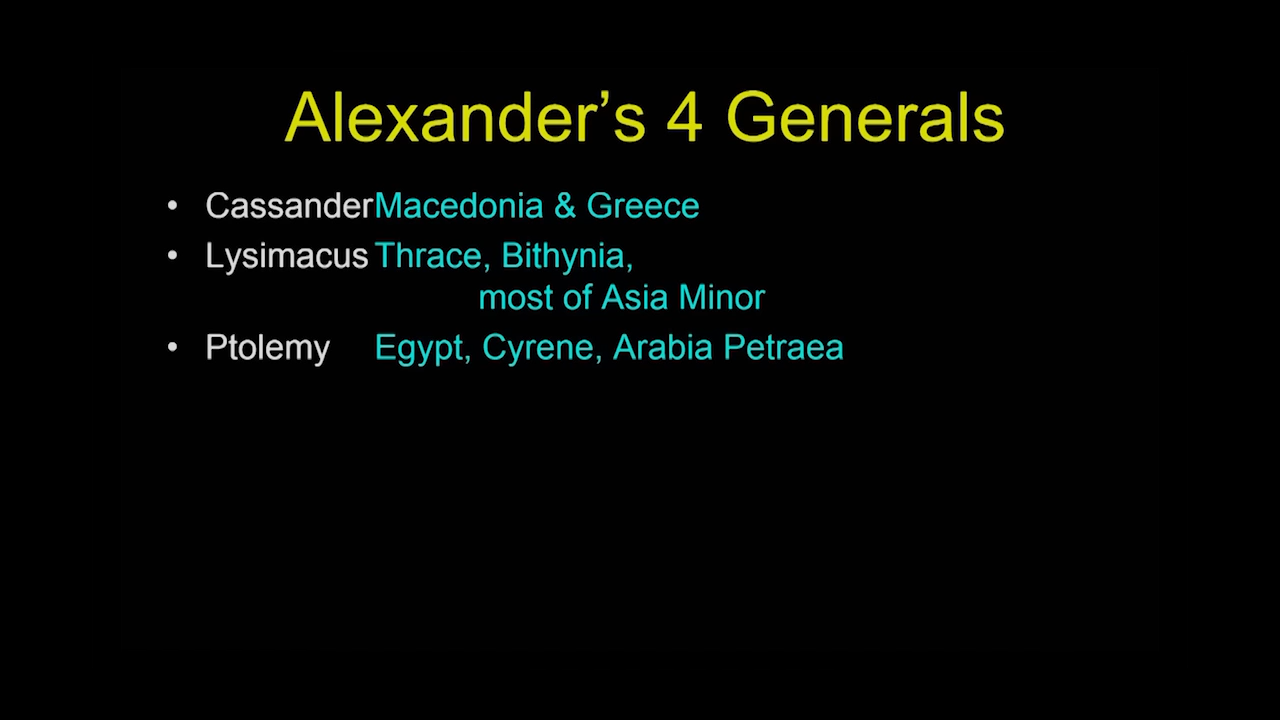 Alexander’s 4 Generals
• Cassander Macedonia & Greece
• Lysimacus Thrace, Bithynia,
most of Asia Minor
• Ptolemy Egypt, Cyrene, Arabia Petraea